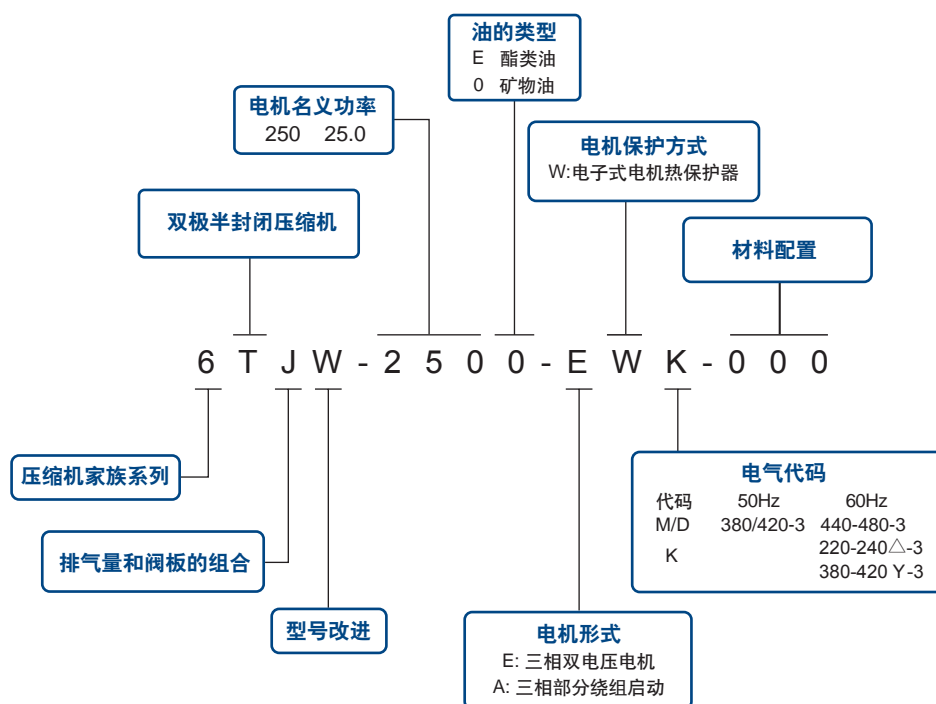 油的类型
E 酯类油
0 矿物油
电机名义功率
250 25.0
电机保护方式
W:电子式电机热保护器
双极半封闭压缩机
材料配置
6 T J W - 2 5 0 0 - E W K - 0 0 0
压缩机家族系列
排气量和阀板的组合
型号改进
电气代码
代码 50Hz 60Hz
M/D 380/420-3 440-480-3
K 220-240△-3
380-420 Y-3
电机形式
E: 三相双电压电机
A: 三相部分绕组启动